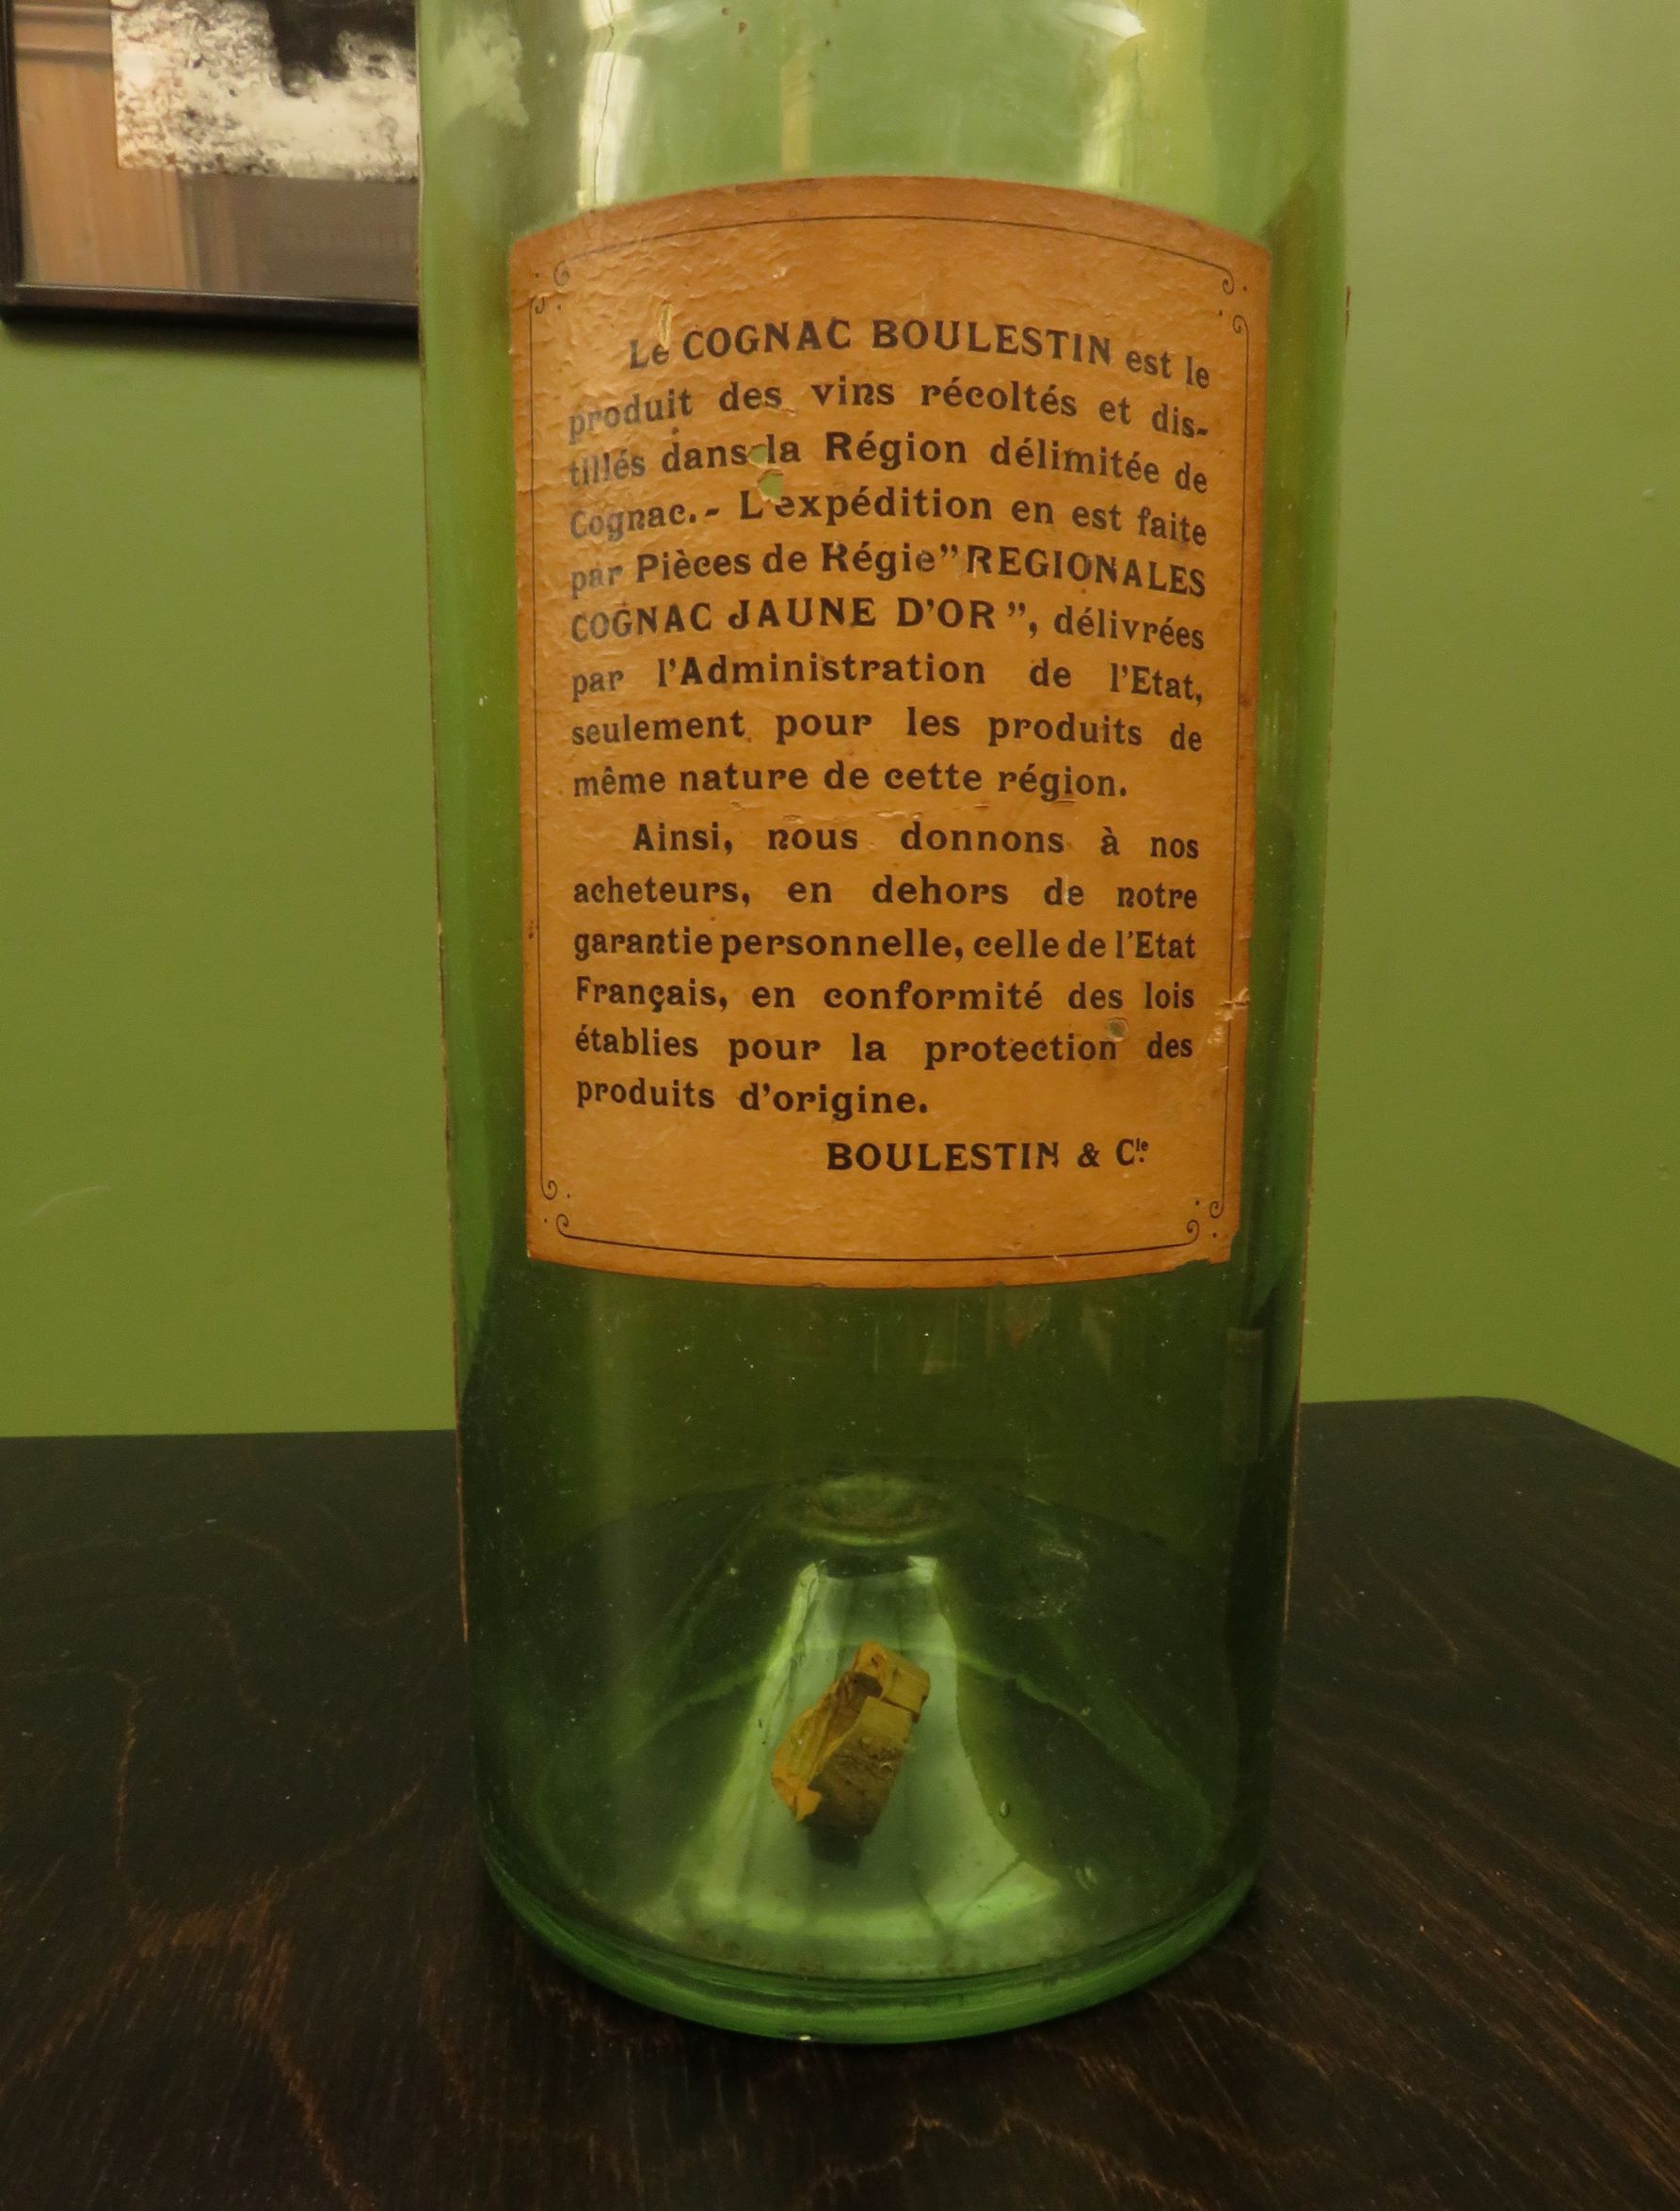 Le COGNAC BOULESTIN est le
produit des vins récoltés et dis-
tillés dans la Région délimitée de
Cognac.- L'expédition en est faite
par Pièces de Régie "REGIONALES
COGNAC JAUNE D'OR", délivrées
par l'Administration de l'Etat,
seulement pour les produits de
même nature de cette région.
Ainsi, nous donnons à nos
acheteurs, en dehors de notre
garantie personnelle, celle de l'Etat
Français, en conformité des lois
établies pour la protection des
produits d'origine.
BOULESTIN & Cie